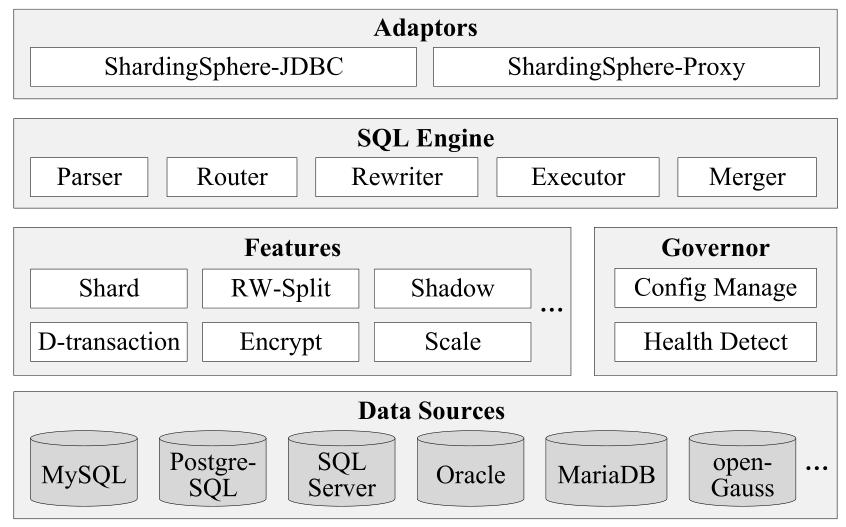 Adaptors
ShardingSphere-JDBC ShardingSphere-Proxy
SQL Engine
Parser Router Rewriter Executor Merger
Features
Shard RW-Split Shadow
D-transaction Encrypt Scale
...
Governor
Config Manage
Health Detect
Data Sources
MySQL
Postgre-
SQL
SQL
Server
Oracle
MariaDB
open-
Gauss
...